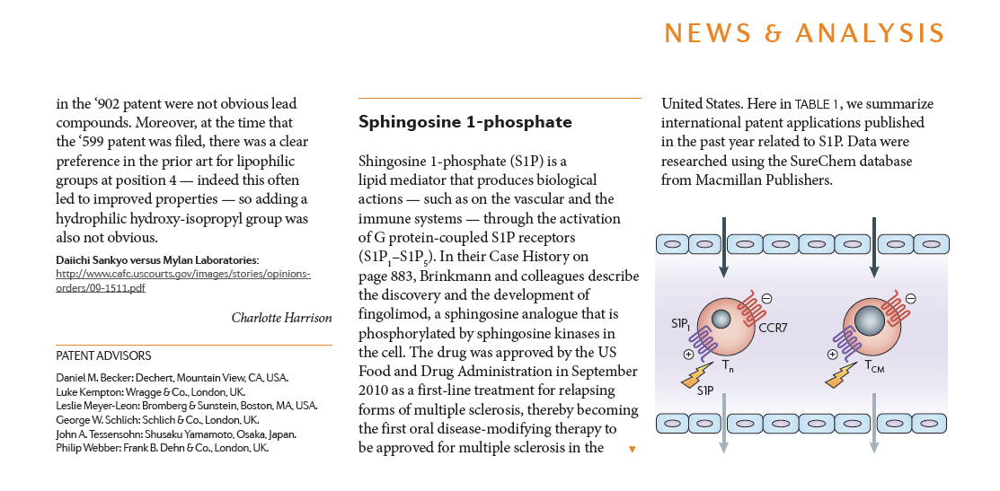 NEWS & ANALYSIS
in the ‘902 patent were not obvious lead
compounds. Moreover, at the time that
the ‘599 patent was filed, there was a clear
preference in the prior art for lipophilic
groups at position 4 — indeed this often
led to improved properties — so adding a
hydrophilic hydroxy-isopropyl group was
also not obvious.
Daiichi Sankyo versus Mylan Laboratories:
http://www.cafc.uscourts.gov/images/stories/opinions-
orders/09-1511.pdf
Charlotte Harrison
PATENT ADVISORS
Daniel M. Becker: Dechert, Mountain View, CA, USA.
Luke Kempton: Wragge & Co., London, UK.
Leslie Meyer-Leon: Bromberg & Sunstein, Boston, MA, USA.
George W. Schlich: Schlich & Co., London, UK.
John A. Tessensohn: Shusaku Yamamoto, Osaka, Japan.
Philip Webber: Frank B. Dehn & Co., London, UK.
Sphingosine 1-phosphate
Shingosine 1-phosphate (S1P) is a
lipid mediator that produces biological
actions — such as on the vascular and the
immune systems — through the activation
of G protein-coupled S1P receptors
(S1P₁–S1P₅). In their Case History on
page 883, Brinkmann and colleagues describe
the discovery and the development of
fingolimod, a sphingosine analogue that is
phosphorylated by sphingosine kinases in
the cell. The drug was approved by the US
Food and Drug Administration in September
2010 as a first-line treatment for relapsing
forms of multiple sclerosis, thereby becoming
the first oral disease-modifying therapy to
be approved for multiple sclerosis in the
United States. Here in TABLE 1, we summarize
international patent applications published
in the past year related to S1P. Data were
researched using the SureChem database
from Macmillan Publishers.
S1P₁
CCR7
Tₙ
S1P
T_CM